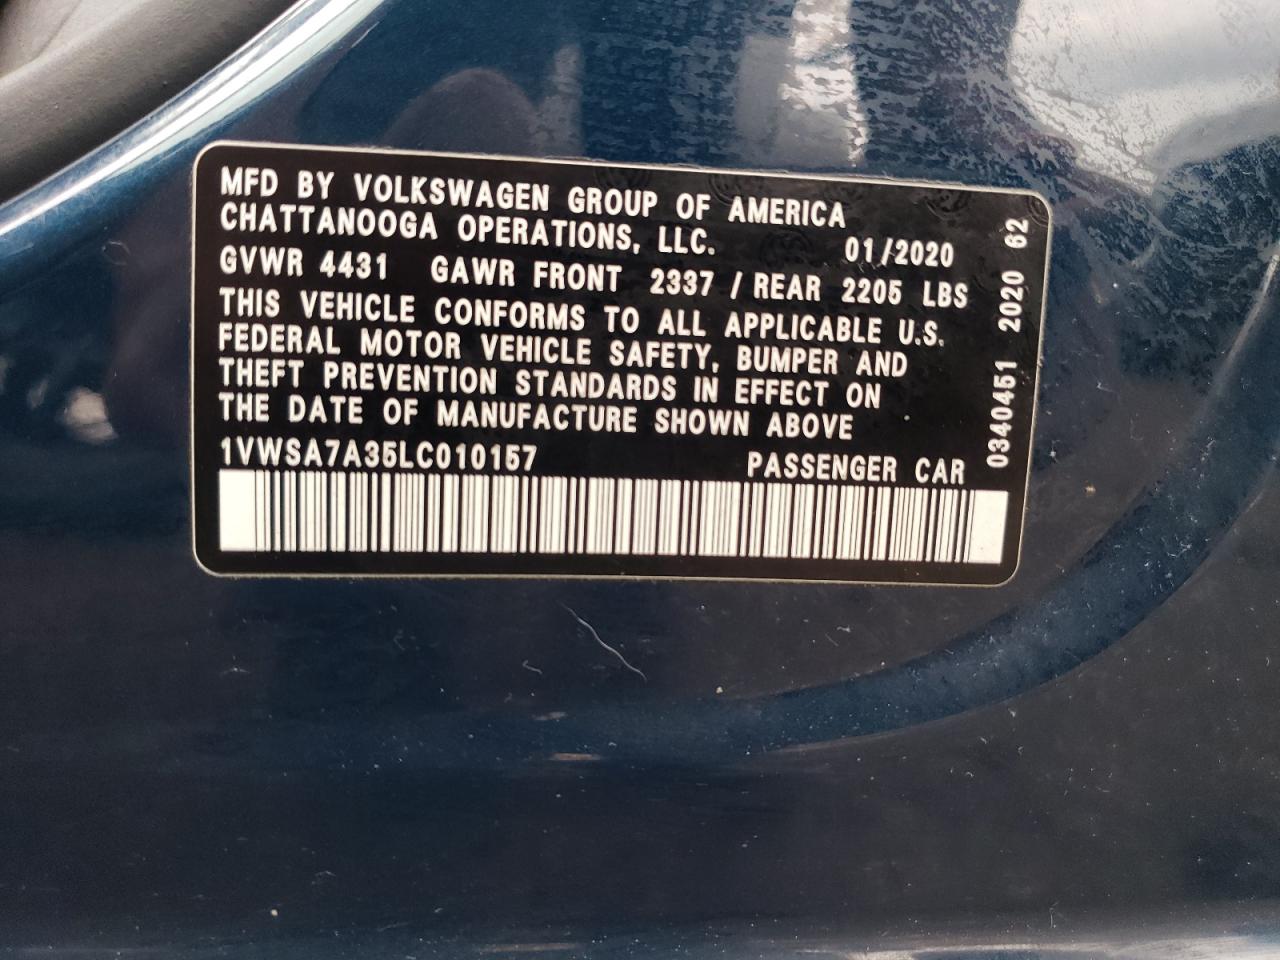 MFD BY VOLKSWAGEN GROUP OF AMERICA
CHATTANOOGA OPERATIONS, LLC. 01/2020
GVWR 4431 GAWR FRONT 2337 / REAR 2205 LBS
THIS VEHICLE CONFORMS TO ALL APPLICABLE U.S.
FEDERAL MOTOR VEHICLE SAFETY, BUMPER AND
THEFT PREVENTION STANDARDS IN EFFECT ON
THE DATE OF MANUFACTURE SHOWN ABOVE
1VWSA7A35LC010157 PASSENGER CAR
0340451 2020 62